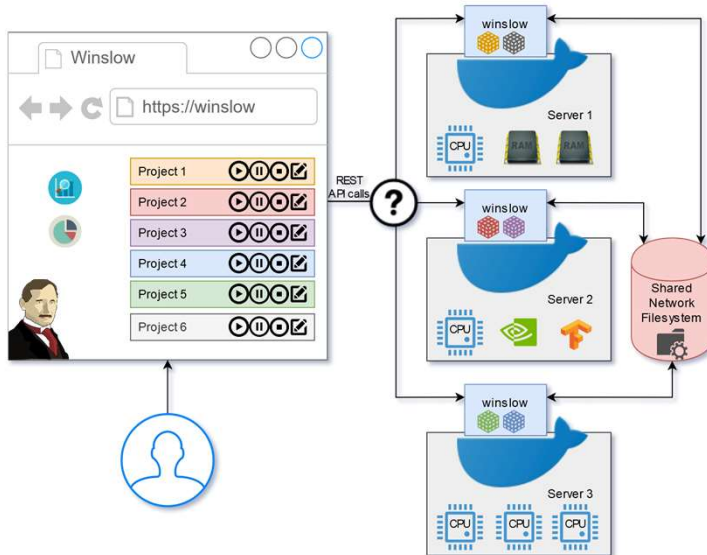 Winslow
https://winslow
Project 1
Project 2
Project 3
Project 4
Project 5
Project 6
REST
API calls
?
winslow
Server 1
CPU
RAM
RAM
winslow
Server 2
CPU
winslow
Server 3
CPU
CPU
CPU
Shared
Network
Filesystem